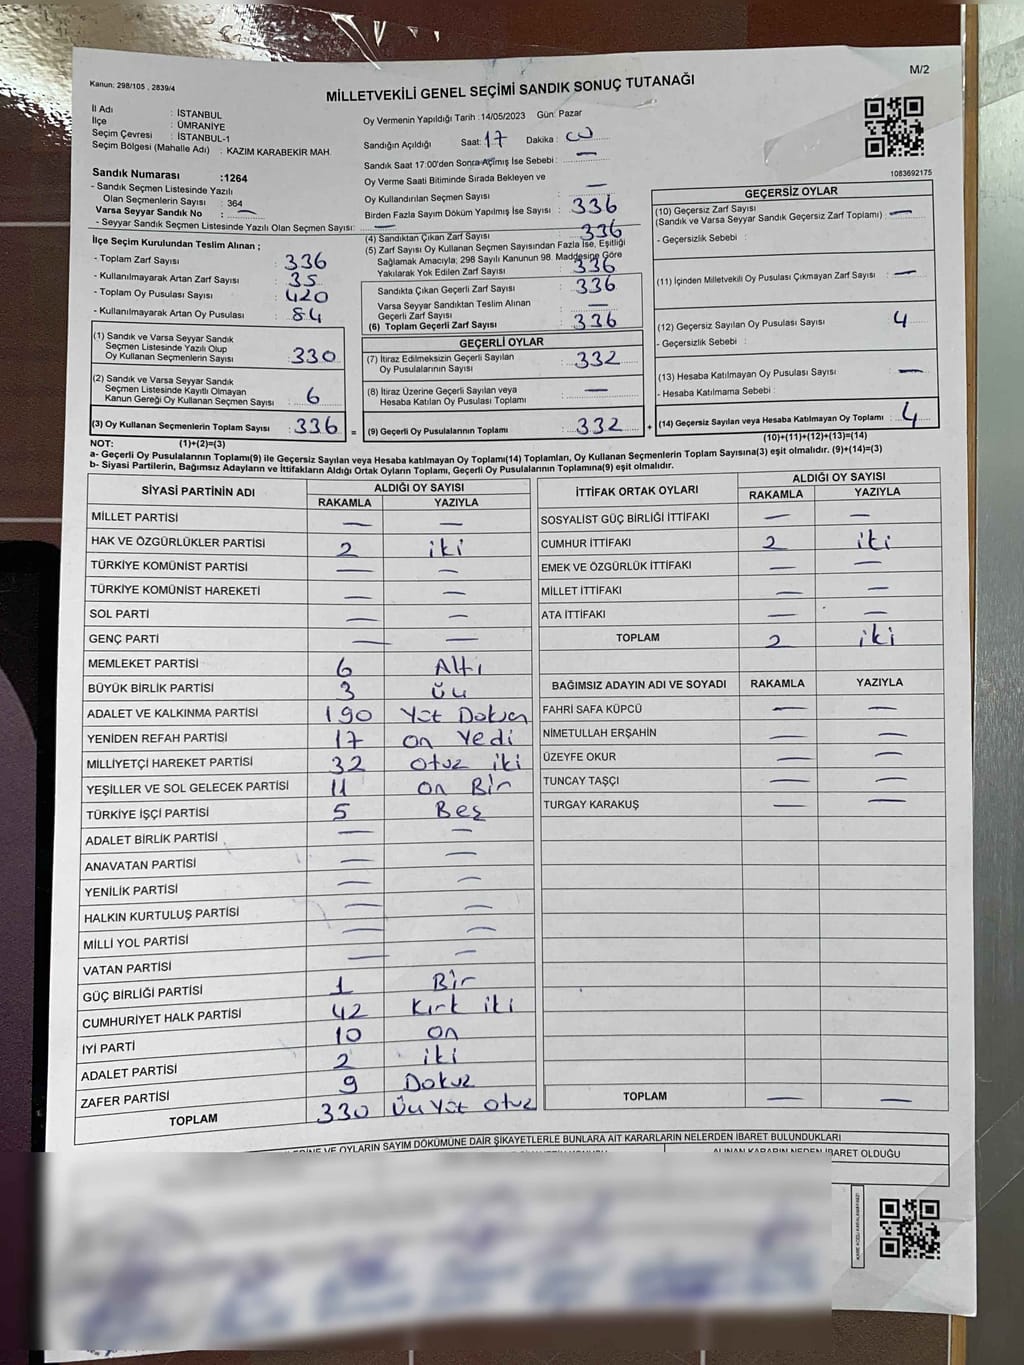 Kanun: 298/105 , 2839/4
M/2
MİLLETVEKİLİ GENEL SEÇİMİ SANDIK SONUÇ TUTANAĞI
İl Adı : İSTANBUL
İlçe : ÜMRANİYE
Seçim Çevresi : İSTANBUL-1
Seçim Bölgesi (Mahalle Adı) : KAZIM KARABEKİR MAH.
Sandık Numarası :1264
- Sandık Seçmen Listesinde Yazılı
Olan Seçmenlerin Sayısı : 364
Varsa Seyyar Sandık No : —
- Seyyar Sandık Seçmen Listesinde Yazılı Olan Seçmen Sayısı: —
Oy Vermenin Yapıldığı Tarih :14/05/2023 Gün: Pazar
Sandığın Açıldığı Saat: 17 Dakika :
Sandık Saat 17:00'den Sonra Açılmış İse Sebebi : —
Oy Verme Saati Bitiminde Sırada Bekleyen ve
Oy Kullandırılan Seçmen Sayısı —
Birden Fazla Sayım Döküm Yapılmış İse Sayısı : 336
1083692175
İlçe Seçim Kurulundan Teslim Alınan ;
- Toplam Zarf Sayısı : 336
- Kullanılmayarak Artan Zarf Sayısı : 35
- Toplam Oy Pusulası Sayısı : 420
- Kullanılmayarak Artan Oy Pusulası : 84
(1) Sandık ve Varsa Seyyar Sandık
Seçmen Listesinde Yazılı Olup
Oy Kullanan Seçmenlerin Sayısı : 330
(2) Sandık ve Varsa Seyyar Sandık
Seçmen Listesinde Kayıtlı Olmayan
Kanun Gereği Oy Kullanan Seçmen Sayısı : 6
(3) Oy Kullanan Seçmenlerin Toplam Sayısı : 336 =
(4) Sandıktan Çıkan Zarf Sayısı : 336
(5) Zarf Sayısı Oy Kullanan Seçmen Sayısından Fazla İse, Eşitliği
Sağlamak Amacıyla; 298 Sayılı Kanunun 98. Maddesine Göre
Yakılarak Yok Edilen Zarf Sayısı : 336
Sandıkta Çıkan Geçerli Zarf Sayısı : 336
Varsa Seyyar Sandıktan Teslim Alınan
Geçerli Zarf Sayısı : —
(6) Toplam Geçerli Zarf Sayısı : 336
GEÇERLİ OYLAR
(7) İtiraz Edilmeksizin Geçerli Sayılan
Oy Pusulalarının Sayısı : 332
(8) İtiraz Üzerine Geçerli Sayılan veya
Hesaba Katılan Oy Pusulası Toplamı : —
(9) Geçerli Oy Pusulalarının Toplamı : 332 +
GEÇERSİZ OYLAR
(10) Geçersiz Zarf Sayısı
(Sandık ve Varsa Seyyar Sandık Geçersiz Zarf Toplamı) : —
- Geçersizlik Sebebi :
(11) İçinden Milletvekili Oy Pusulası Çıkmayan Zarf Sayısı : —
(12) Geçersiz Sayılan Oy Pusulası Sayısı : 4
- Geçersizlik Sebebi :
(13) Hesaba Katılmayan Oy Pusulası Sayısı : —
- Hesaba Katılmama Sebebi :
(14) Geçersiz Sayılan veya Hesaba Katılmayan Oy Toplamı : 4
(10)+(11)+(12)+(13)=(14)
NOT: (1)+(2)=(3)
a- Geçerli Oy Pusulasının Toplamı(9) ile Geçersiz Sayılan veya Hesaba katılmayan Oy Toplamı(14) Toplamları, Oy Kullanan Seçmenlerin Toplam Sayısına(3) eşit olmalıdır. (9)+(14)=(3)
b- Siyasi Partilerin, Bağımsız Adayların ve İttifakların Aldığı Ortak Oyların Toplamı, Geçerli Oy Pusulalarının Toplamına(9) eşit olmalıdır.
SİYASİ PARTİNİN ADI ALDIĞI OY SAYISI
RAKAMLA YAZIYLA
MİLLET PARTİSİ — —
HAK VE ÖZGÜRLÜKLER PARTİSİ 2 iki
TÜRKİYE KOMÜNİST PARTİSİ — —
TÜRKİYE KOMÜNİST HAREKETİ — —
SOL PARTİ — —
GENÇ PARTİ — —
MEMLEKET PARTİSİ 6 Altı
BÜYÜK BİRLİK PARTİSİ 3 Üç
ADALET VE KALKINMA PARTİSİ 190 Yüz Doksan
YENİDEN REFAH PARTİSİ 17 on Yedi
MİLLİYETÇİ HAREKET PARTİSİ 32 otuz iki
YEŞİLLER VE SOL GELECEK PARTİSİ 11 on Bir
TÜRKİYE İŞÇİ PARTİSİ 5 Beş
ADALET BİRLİK PARTİSİ — —
ANAVATAN PARTİSİ — —
YENİLİK PARTİSİ — —
HALKIN KURTULUŞ PARTİSİ — —
MİLLİ YOL PARTİSİ — —
VATAN PARTİSİ — —
GÜÇ BİRLİĞİ PARTİSİ 1 Bir
CUMHURİYET HALK PARTİSİ 42 Kırk iki
İYİ PARTİ 10 on
ADALET PARTİSİ 2 iki
ZAFER PARTİSİ 9 Dokuz
TOPLAM 330 Üç Yüz otuz
İTTİFAK ORTAK OYLARI ALDIĞI OY SAYISI
RAKAMLA YAZIYLA
SOSYALİST GÜÇ BİRLİĞİ İTTİFAKI — —
CUMHUR İTTİFAKI 2 iki
EMEK VE ÖZGÜRLÜK İTTİFAKI — —
MİLLET İTTİFAKI — —
ATA İTTİFAKI — —
TOPLAM 2 iki
BAĞIMSIZ ADAYIN ADI VE SOYADI RAKAMLA YAZIYLA
FAHRİ SAFA KÜPCÜ — —
NİMETULLAH ERŞAHİN — —
ÜZEYFE OKUR — —
TUNCAY TAŞÇI — —
TURGAY KARAKUŞ — —
TOPLAM — —
VE OYLARIN SAYIM DÖKÜMÜNE DAİR ŞİKAYETLERLE BUNLARA AİT KARARLARIN NELERDEN İBARET BULUNDUKLARI
ALINAN KARARIN NEDEN İBARET OLDUĞU